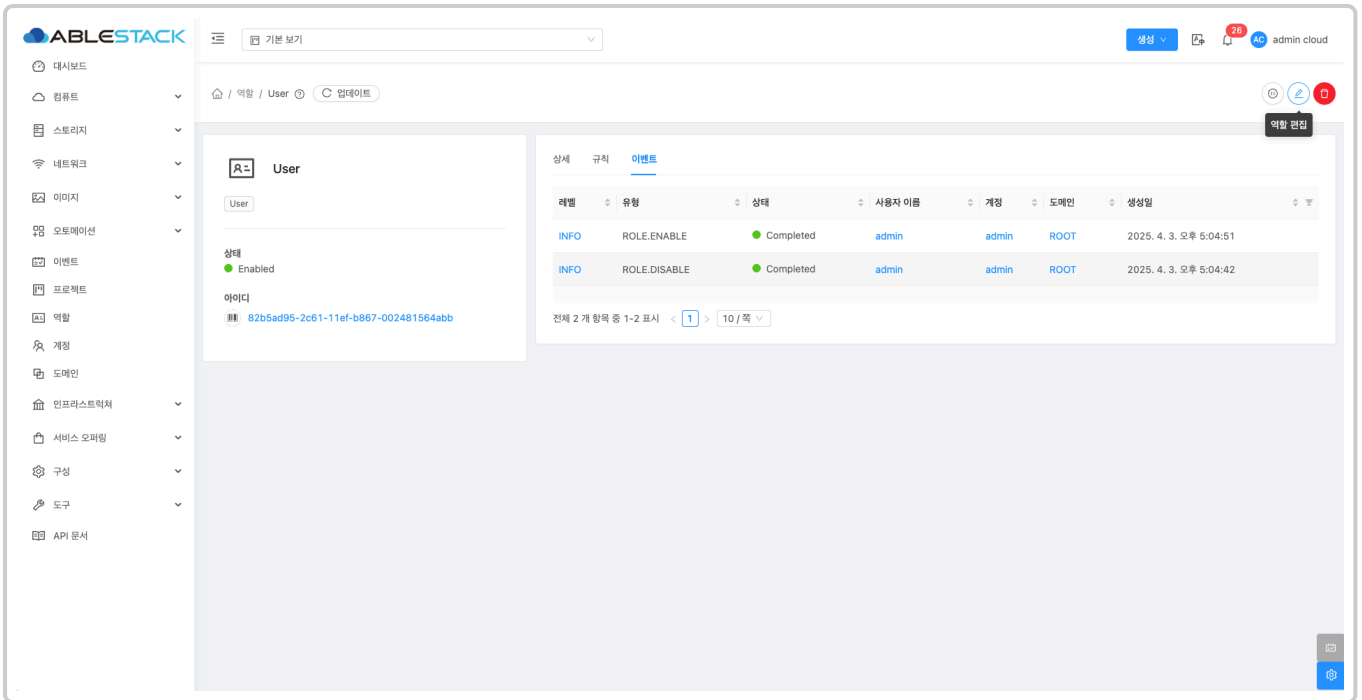 ABLESTACK
기본 보기
생성
26
AC
admin cloud
대시보드
컴퓨트
스토리지
네트워크
이미지
오토메이션
이벤트
프로젝트
역할
계정
도메인
인프라스트럭쳐
서비스 오퍼링
구성
도구
API 문서
/ 역할 / User
업데이트
역할 편집
User
User
상태
Enabled
아이디
82b5ad95-2c61-11ef-b867-002481564abb
상세 규칙 이벤트
레벨 유형 상태 사용자 이름 계정 도메인 생성일
INFO ROLE.ENABLE Completed admin admin ROOT 2025. 4. 3. 오후 5:04:51
INFO ROLE.DISABLE Completed admin admin ROOT 2025. 4. 3. 오후 5:04:42
전체 2 개 항목 중 1-2 표시 < 1 > 10 / 쪽